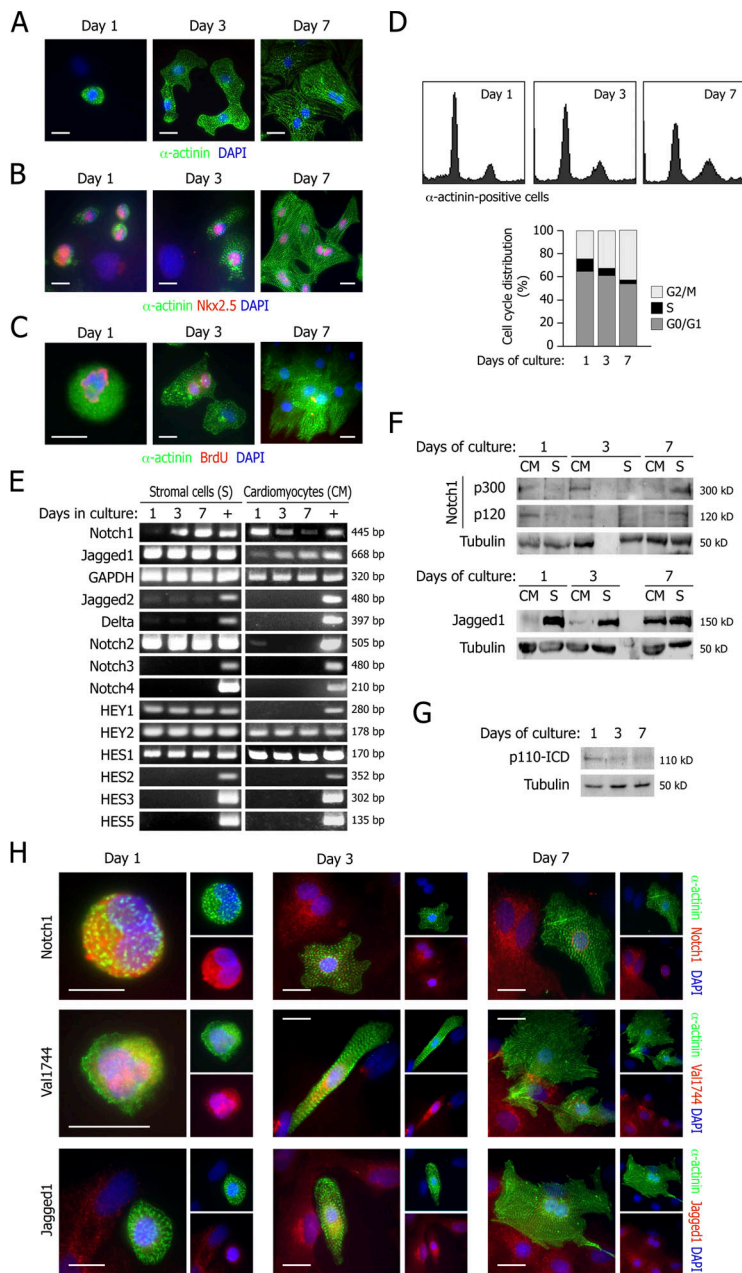 A
Day 1 Day 3 Day 7
α-actinin DAPI
B
Day 1 Day 3 Day 7
α-actinin Nkx2.5 DAPI
C
Day 1 Day 3 Day 7
α-actinin BrdU DAPI
D
Day 1 Day 3 Day 7
α-actinin-positive cells
Cell cycle distribution
(%)
100
80
60
40
20
0
G2/M
S
G0/G1
Days of culture: 1 3 7
E
Stromal cells (S) Cardiomyocytes (CM)
Days in culture: 1 3 7 + 1 3 7 +
Notch1 445 bp
Jagged1 668 bp
GAPDH 320 bp
Jagged2 480 bp
Delta 397 bp
Notch2 505 bp
Notch3 480 bp
Notch4 210 bp
HEY1 280 bp
HEY2 178 bp
HES1 170 bp
HES2 352 bp
HES3 302 bp
HES5 135 bp
F
Days of culture: 1 3 7
CM S CM S CM S
Notch1
p300 300 kD
p120 120 kD
Tubulin 50 kD
Days of culture: 1 3 7
CM S CM S CM S
Jagged1 150 kD
Tubulin 50 kD
G
Days of culture: 1 3 7
p110-ICD 110 kD
Tubulin 50 kD
H
Day 1 Day 3 Day 7
Notch1
α-actinin Notch1 DAPI
Val1744
α-actinin Val1744 DAPI
Jagged1
α-actinin Jagged1 DAPI